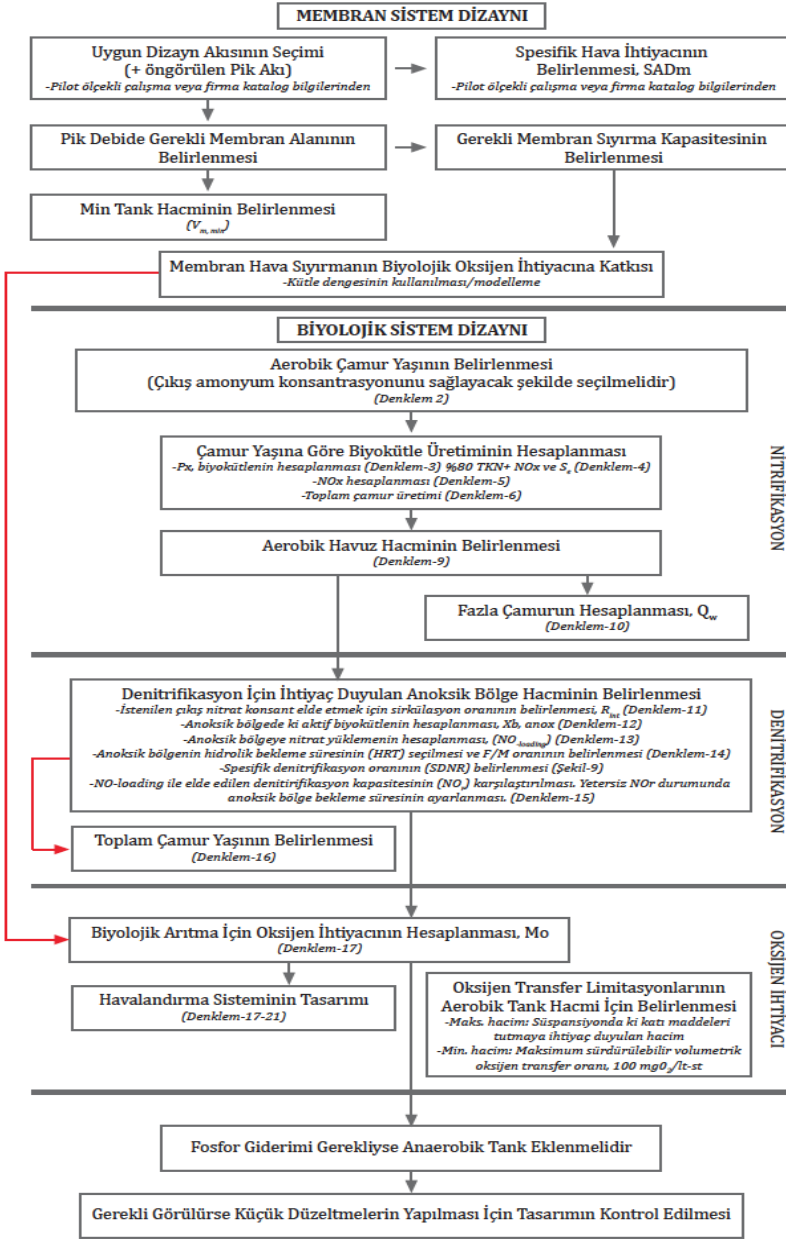 MEMBRAN SİSTEM DİZAYNI
Uygun Dizayn Akısının Seçimi
(+ öngörülen Pik Akı)
-Pilot ölçekli çalışma veya firma katalog bilgilerinden
Spesifik Hava İhtiyacının
Belirlenmesi, SADm
-Pilot ölçekli çalışma veya firma katalog bilgilerinden
Pik Debide Gerekli Membran Alanının
Belirlenmesi
Gerekli Membran Sıyırma Kapasitesinin
Belirlenmesi
Min Tank Hacminin Belirlenmesi
(V_m, min)
Membran Hava Sıyırmanın Biyolojik Oksijen İhtiyacına Katkısı
-Kütle dengesinin kullanılması/modelleme
BİYOLOJİK SİSTEM DİZAYNI
Aerobik Çamur Yaşının Belirlenmesi
(Çıkış amonyum konsantrasyonunu sağlayacak şekilde seçilmelidir)
(Denklem 2)
Çamur Yaşına Göre Biyokütle Üretiminin Hesaplanması
-Px, biyokütlenin hesaplanması (Denklem-3) %80 TKN+ NOx ve S_e (Denklem-4)
-NOx hesaplanması (Denklem-5)
-Toplam çamur üretimi (Denklem-6)
Aerobik Havuz Hacminin Belirlenmesi
(Denklem-9)
Fazla Çamurun Hesaplanması, Q_w
(Denklem-10)
NİTRİFİKASYON
Denitrifikasyon İçin İhtiyaç Duyulan Anoksik Bölge Hacminin Belirlenmesi
-İstenilen çıkış nitrat konsant elde etmek için sirkülasyon oranının belirlenmesi, R_int (Denklem-11)
-Anoksik bölgede ki aktif biyokütlenin hesaplanması, Xb, anox (Denklem-12)
-Anoksik bölgeye nitrat yüklemenin hesaplanması, (NO_-loading) (Denklem-13)
-Anoksik bölgenin hidrolik bekleme süresinin (HRT) seçilmesi ve F/M oranının belirlenmesi (Denklem-14)
-Spesifik denitrifikasyon oranının (SDNR) belirlenmesi (Şekil-9)
-NO-loading ile elde edilen denitirifikasyon kapasitesinin (NO_r) karşılaştırılması. Yetersiz NOr durumunda
anoksik bölge bekleme süresinin ayarlanması. (Denklem-15)
Toplam Çamur Yaşının Belirlenmesi
(Denklem-16)
DENİTRİFİKASYON
Biyolojik Arıtma İçin Oksijen İhtiyacının Hesaplanması, Mo
(Denklem-17)
Havalandırma Sisteminin Tasarımı
(Denklem-17-21)
Oksijen Transfer Limitasyonlarının
Aerobik Tank Hacmi İçin Belirlenmesi
-Maks. hacim: Süspansiyonda ki katı maddeleri
tutmaya ihtiyaç duyulan hacim
-Min. hacim: Maksimum sürdürülebilir volumetrik
oksijen transfer oranı, 100 mg0₂/lt-st
OKSİJEN İHTİYACI
Fosfor Giderimi Gerekliyse Anaerobik Tank Eklenmelidir
Gerekli Görülürse Küçük Düzeltmelerin Yapılması İçin Tasarımın Kontrol Edilmesi